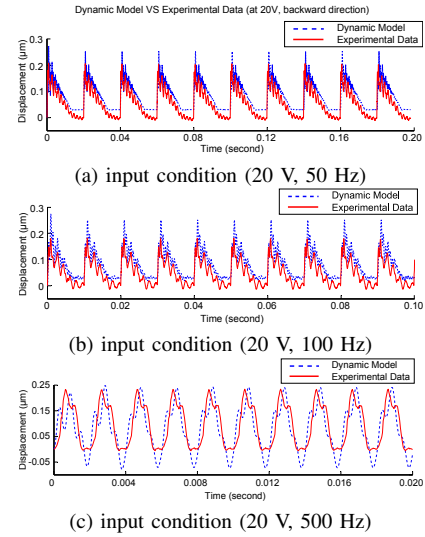 Dynamic Model VS Experimental Data (at 20V, backward direction)
Dynamic Model
Experimental Data
Displacement (μm)
0.3
0.2
0.1
0
0 0.04 0.08 0.12 0.16 0.20
Time (second)
(a) input condition (20 V, 50 Hz)
Dynamic Model
Experimental Data
Displacement (μm)
0.3
0.2
0.1
0
0 0.02 0.04 0.06 0.08 0.10
Time (second)
(b) input condition (20 V, 100 Hz)
Dynamic Model
Experimental Data
Displacement (μm)
0.25
0.15
0.05
-0.05
0 0.004 0.008 0.012 0.016 0.020
Time (second)
(c) input condition (20 V, 500 Hz)